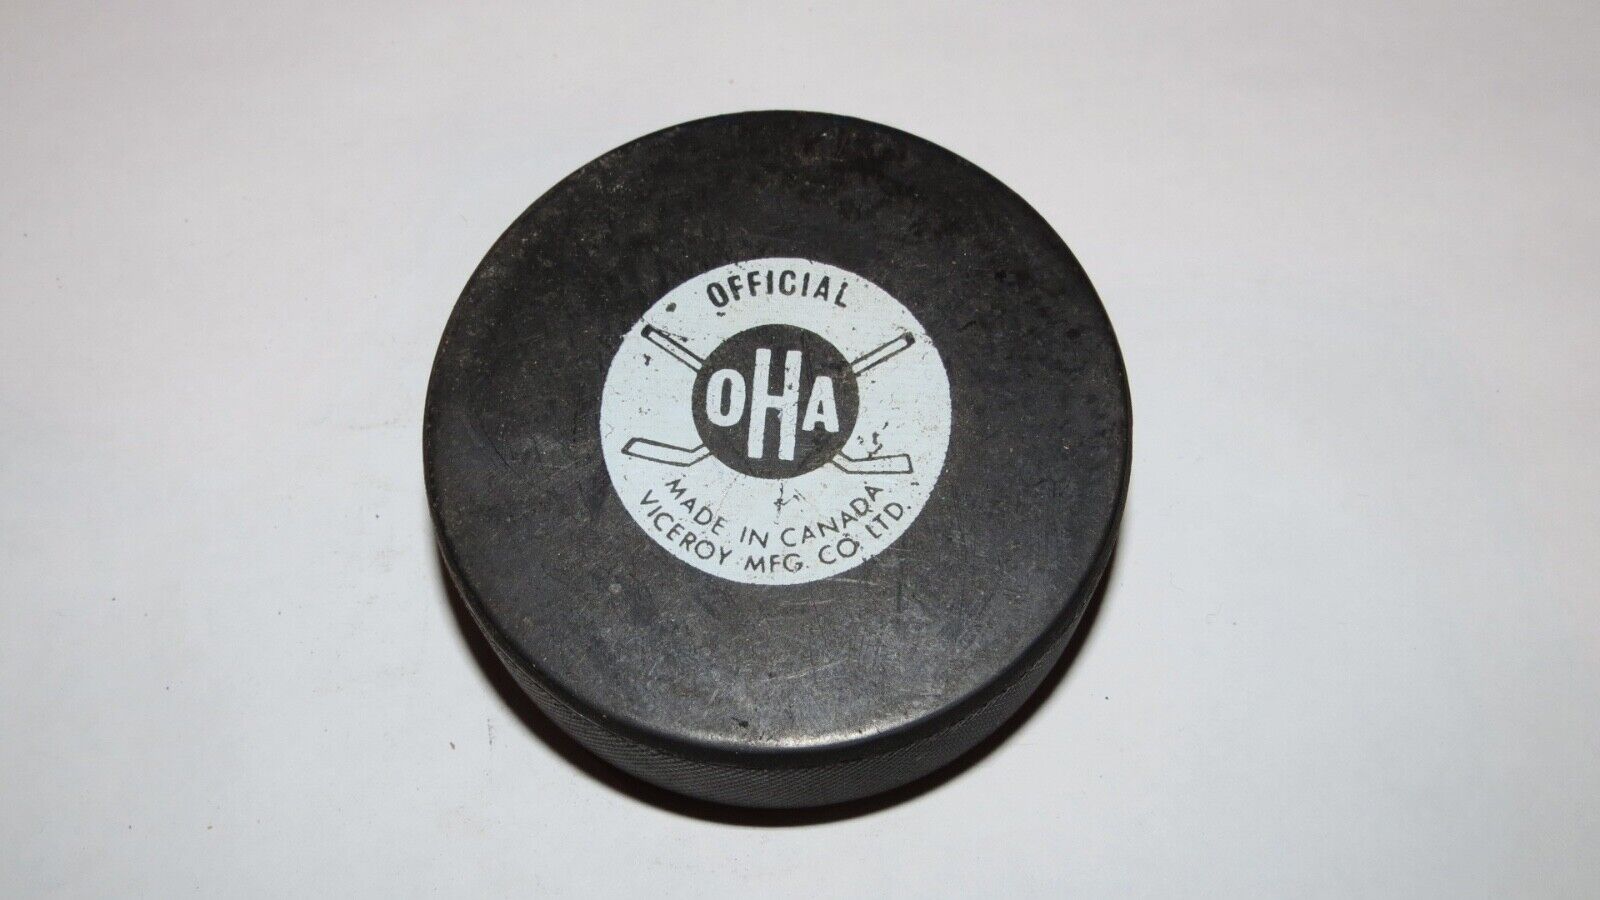 OFFICIAL
OHA
MADE IN CANADA
VICEROY MFG. CO. LTD.